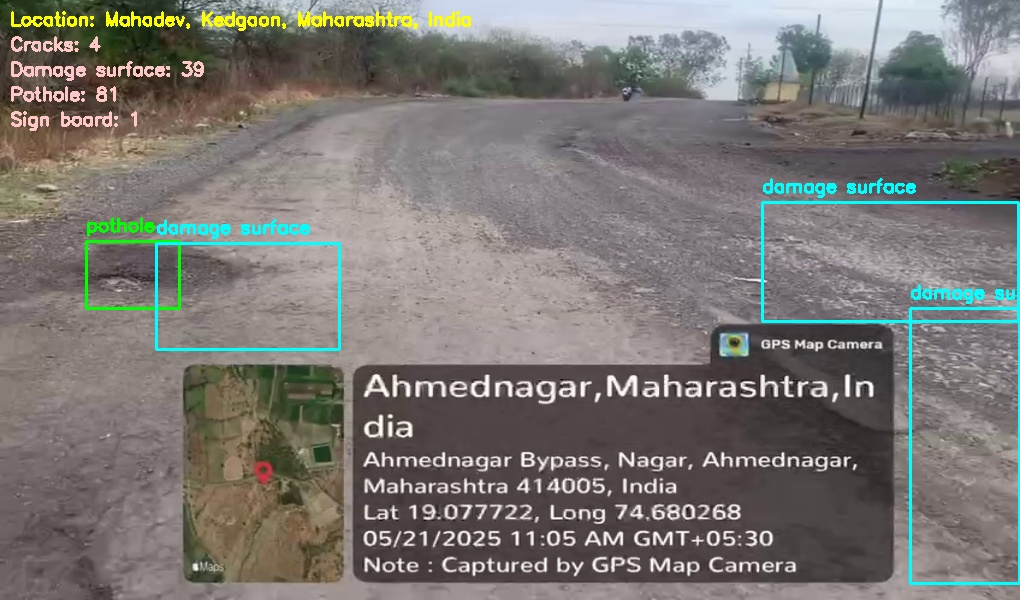 Location: Mahadev, Kedgaon, Maharashtra, India
Cracks: 4
Damage surface: 39
Pothole: 81
Sign board: 1
damage surface
pothole
damage surface
damage su
GPS Map Camera
Ahmednagar,Maharashtra,In
dia
Ahmednagar Bypass, Nagar, Ahmednagar,
Maharashtra 414005, India
Lat 19.077722, Long 74.680268
05/21/2025 11:05 AM GMT+05:30
Note : Captured by GPS Map Camera
Maps